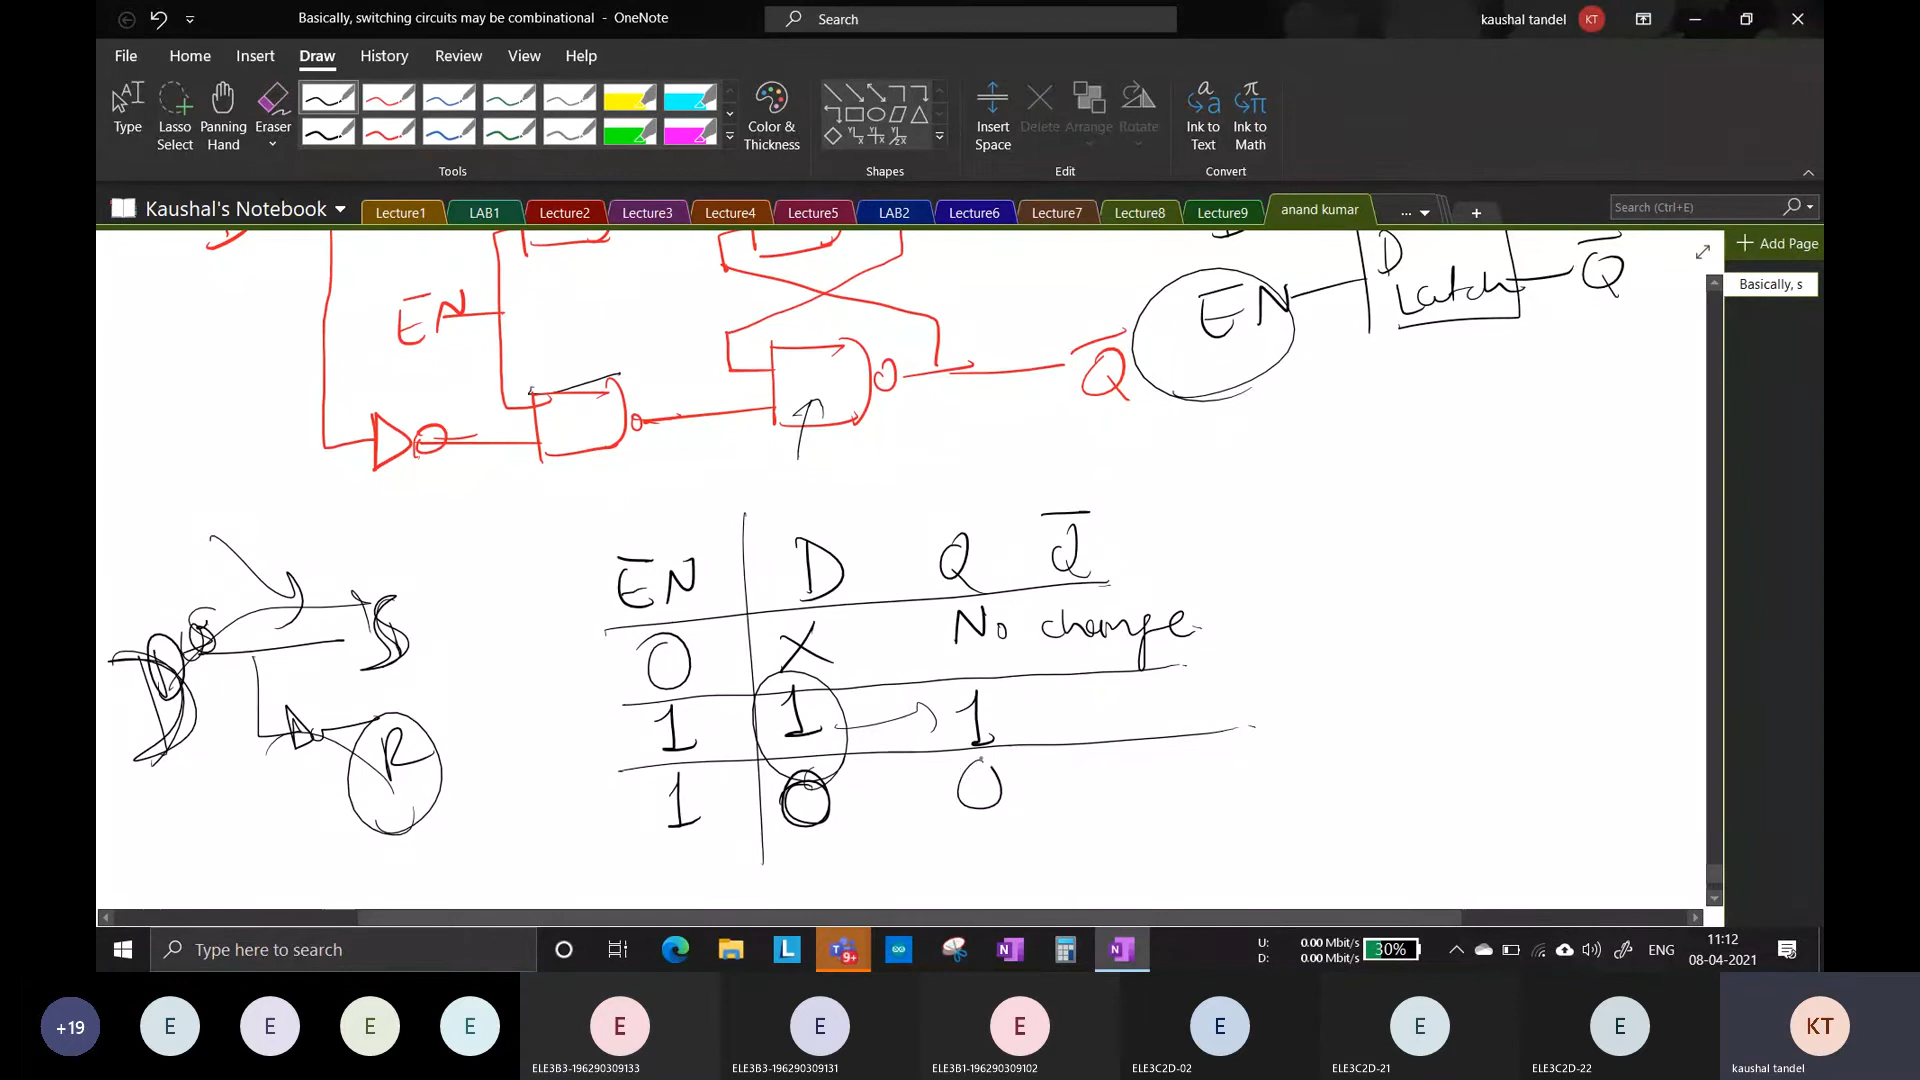 Basically, switching circuits may be combinational - OneNote
Search
kaushal tandel
KT
File Home Insert Draw History Review View Help
Type
Lasso Select
Panning Hand
Eraser
Color & Thickness
Insert Space
Delete
Arrange
Rotate
Ink to Text
Ink to Math
Tools
Shapes
Edit
Convert
Kaushal's Notebook
Lecture1 LAB1 Lecture2 Lecture3 Lecture4 Lecture5 LAB2 Lecture6 Lecture7 Lecture8 Lecture9 anand kumar ...
Search (Ctrl+E)
Add Page
Basically, s
EN
Q̅
EN
D
Latch
Q̅
D S
R
EN D Q Q̅
0 X No change
1 1 1
1 0 0
Type here to search
9+
U: 0.00 Mbit/s
D: 0.00 Mbit/s
30%
ENG
11:12
08-04-2021
+19
E E E E E E E E E E KT
ELE3B3-196290309133
ELE3B3-196290309131
ELE3B1-196290309102
ELE3C2D-02
ELE3C2D-21
ELE3C2D-22
kaushal tandel